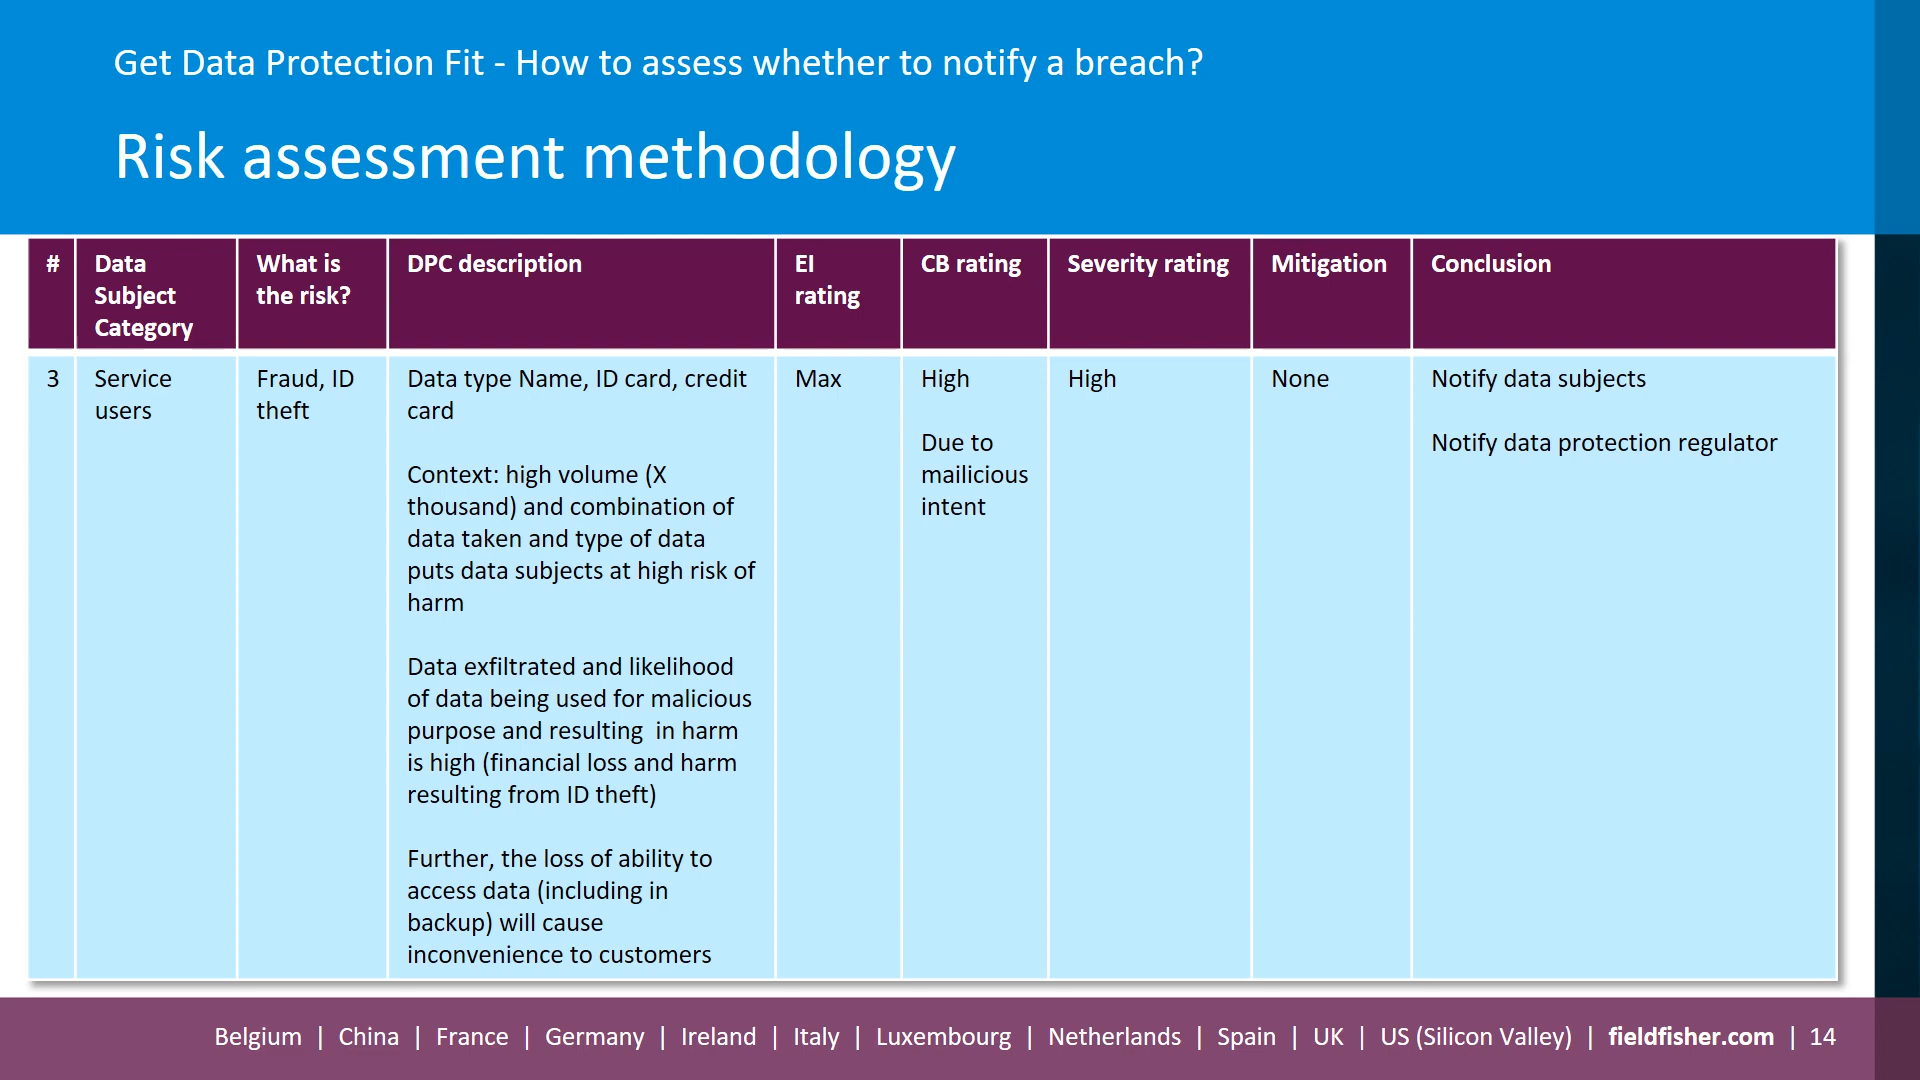 Get Data Protection Fit - How to assess whether to notify a breach?
Risk assessment methodology
#
Data
Subject
Category
What is
the risk?
DPC description
EI
rating
CB rating
Severity rating
Mitigation
Conclusion
3
Service
users
Fraud, ID
theft
Data type Name, ID card, credit
card
Context: high volume (X
thousand) and combination of
data taken and type of data
puts data subjects at high risk of
harm
Data exfiltrated and likelihood
of data being used for malicious
purpose and resulting  in harm
is high (financial loss and harm
resulting from ID theft)
Further, the loss of ability to
access data (including in
backup) will cause
inconvenience to customers
Max
High
Due to
mailicious
intent
High
None
Notify data subjects
Notify data protection regulator
Belgium | China | France | Germany | Ireland | Italy | Luxembourg | Netherlands | Spain | UK | US (Silicon Valley) | fieldfisher.com | 14